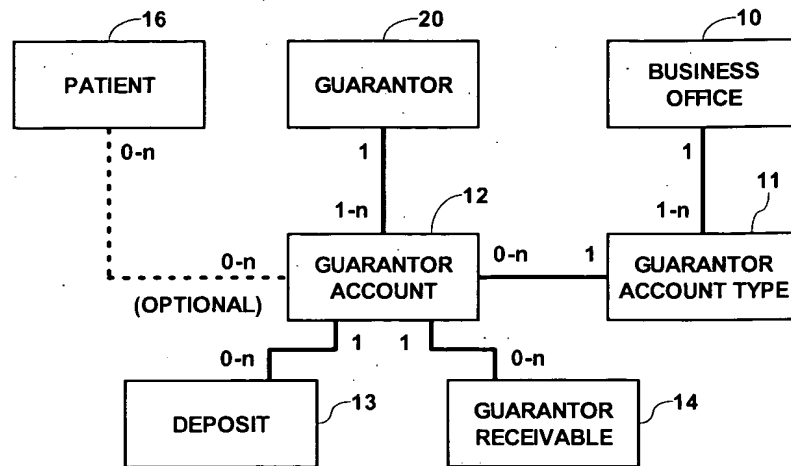 16
20
10
PATIENT
GUARANTOR
BUSINESS
OFFICE
0-n
1
1
1-n
12
1-n
11
0-n
(OPTIONAL)
GUARANTOR
ACCOUNT
0-n
1
GUARANTOR
ACCOUNT TYPE
0-n
1
1
0-n
DEPOSIT
13
GUARANTOR
RECEIVABLE
14